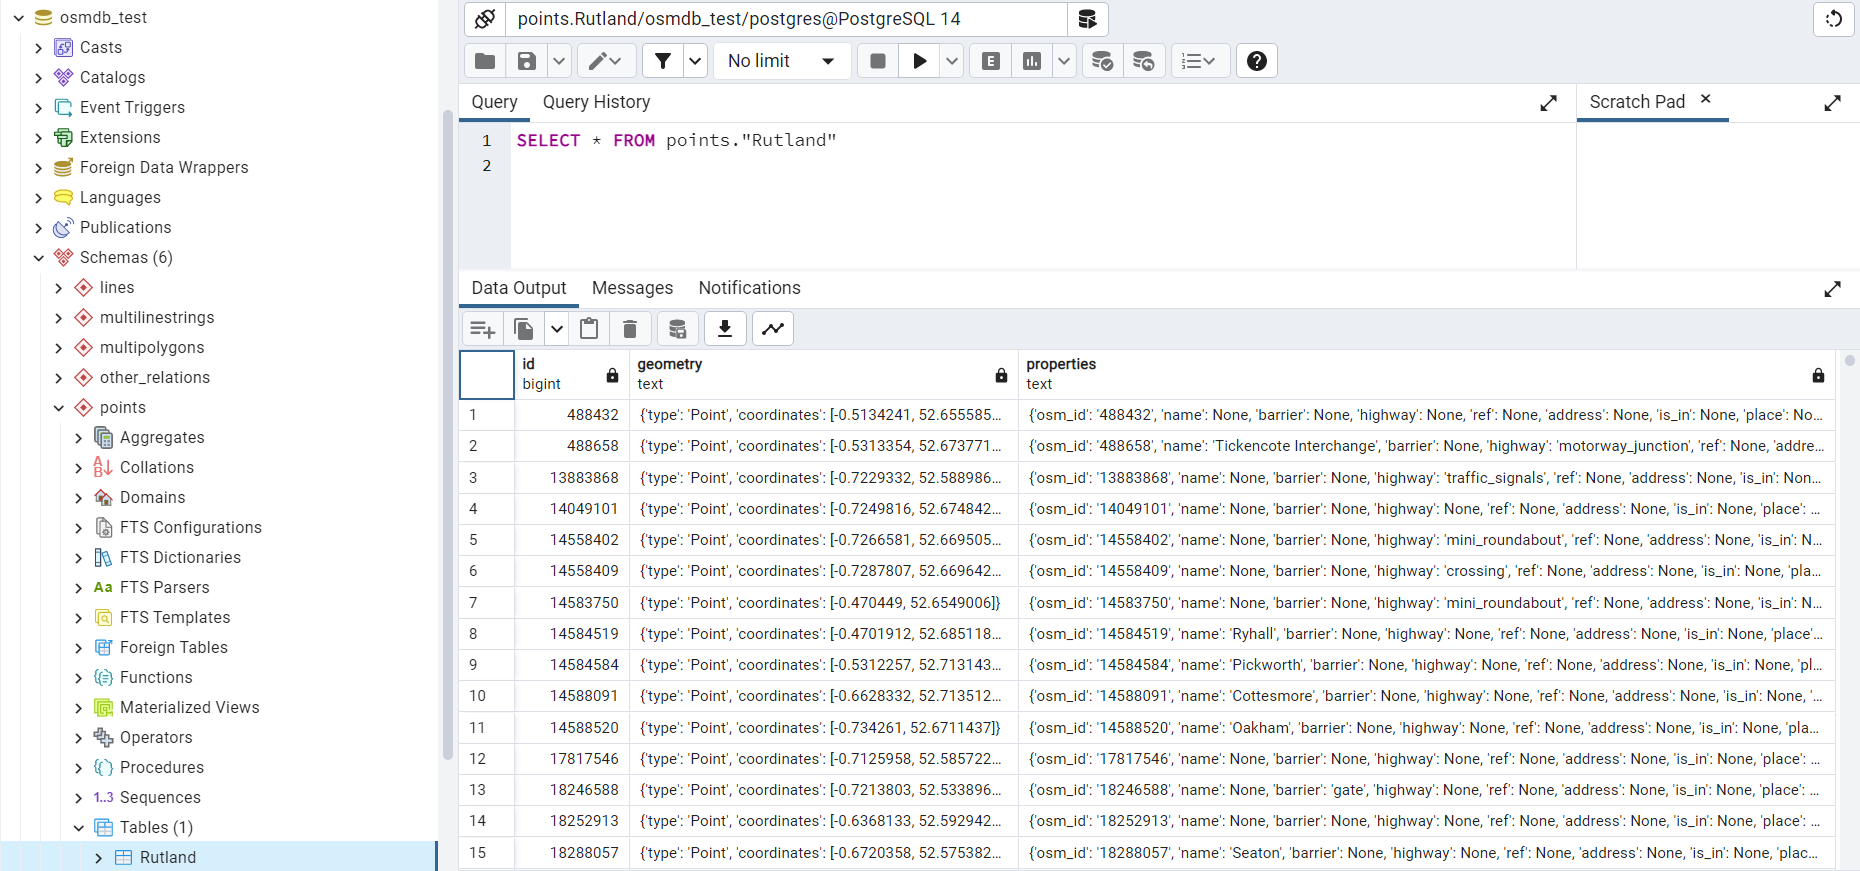 osmdb_test
Casts
Catalogs
Event Triggers
Extensions
Foreign Data Wrappers
Languages
Publications
Schemas (6)
lines
multilinestrings
multipolygons
other_relations
points
Aggregates
Collations
Domains
FTS Configurations
FTS Dictionaries
Aa FTS Parsers
FTS Templates
Foreign Tables
Functions
Materialized Views
Operators
Procedures
1..3 Sequences
Tables (1)
Rutland
points.Rutland/osmdb_test/postgres@PostgreSQL 14
No limit
E
Query Query History
Scratch Pad
1 SELECT * FROM points."Rutland"
2
Data Output Messages Notifications
id geometry properties
bigint text text
1 488432 {'type': 'Point', 'coordinates': [-0.5134241, 52.655585... {'osm_id': '488432', 'name': None, 'barrier': None, 'highway': None, 'ref': None, 'address': None, 'is_in': None, 'place': No...
2 488658 {'type': 'Point', 'coordinates': [-0.5313354, 52.673771... {'osm_id': '488658', 'name': 'Tickencote Interchange', 'barrier': None, 'highway': 'motorway_junction', 'ref': None, 'addre...
3 13883868 {'type': 'Point', 'coordinates': [-0.7229332, 52.588986... {'osm_id': '13883868', 'name': None, 'barrier': None, 'highway': 'traffic_signals', 'ref': None, 'address': None, 'is_in': Non...
4 14049101 {'type': 'Point', 'coordinates': [-0.7249816, 52.674842... {'osm_id': '14049101', 'name': None, 'barrier': None, 'highway': None, 'ref': None, 'address': None, 'is_in': None, 'place': ...
5 14558402 {'type': 'Point', 'coordinates': [-0.7266581, 52.669505... {'osm_id': '14558402', 'name': None, 'barrier': None, 'highway': 'mini_roundabout', 'ref': None, 'address': None, 'is_in': N...
6 14558409 {'type': 'Point', 'coordinates': [-0.7287807, 52.669642... {'osm_id': '14558409', 'name': None, 'barrier': None, 'highway': 'crossing', 'ref': None, 'address': None, 'is_in': None, 'pla...
7 14583750 {'type': 'Point', 'coordinates': [-0.470449, 52.6549006]} {'osm_id': '14583750', 'name': None, 'barrier': None, 'highway': 'mini_roundabout', 'ref': None, 'address': None, 'is_in': N...
8 14584519 {'type': 'Point', 'coordinates': [-0.4701912, 52.685118... {'osm_id': '14584519', 'name': 'Ryhall', 'barrier': None, 'highway': None, 'ref': None, 'address': None, 'is_in': None, 'place'...
9 14584584 {'type': 'Point', 'coordinates': [-0.5312257, 52.713143... {'osm_id': '14584584', 'name': 'Pickworth', 'barrier': None, 'highway': None, 'ref': None, 'address': None, 'is_in': None, 'pl...
10 14588091 {'type': 'Point', 'coordinates': [-0.6628332, 52.713512... {'osm_id': '14588091', 'name': 'Cottesmore', 'barrier': None, 'highway': None, 'ref': None, 'address': None, 'is_in': None, '...
11 14588520 {'type': 'Point', 'coordinates': [-0.734261, 52.6711437]} {'osm_id': '14588520', 'name': 'Oakham', 'barrier': None, 'highway': None, 'ref': None, 'address': None, 'is_in': None, 'pla...
12 17817546 {'type': 'Point', 'coordinates': [-0.7125958, 52.585722... {'osm_id': '17817546', 'name': None, 'barrier': None, 'highway': None, 'ref': None, 'address': None, 'is_in': None, 'place': ...
13 18246588 {'type': 'Point', 'coordinates': [-0.7213803, 52.533896... {'osm_id': '18246588', 'name': None, 'barrier': 'gate', 'highway': None, 'ref': None, 'address': None, 'is_in': None, 'place': ...
14 18252913 {'type': 'Point', 'coordinates': [-0.6368133, 52.592942... {'osm_id': '18252913', 'name': None, 'barrier': None, 'highway': None, 'ref': None, 'address': None, 'is_in': None, 'place': ...
15 18288057 {'type': 'Point', 'coordinates': [-0.6720358, 52.575382... {'osm_id': '18288057', 'name': 'Seaton', 'barrier': None, 'highway': None, 'ref': None, 'address': None, 'is_in': None, 'plac...